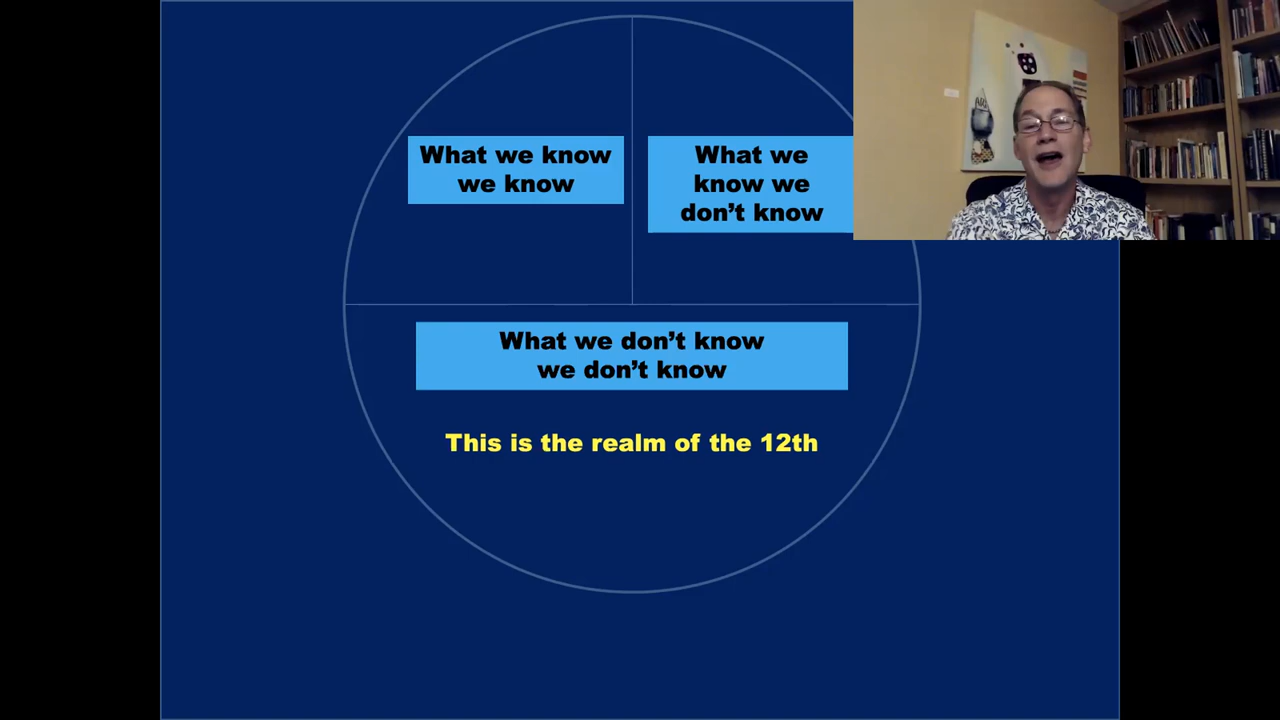 What we know
we know
What we
know we
don't know
What we don't know
we don't know
This is the realm of the 12th